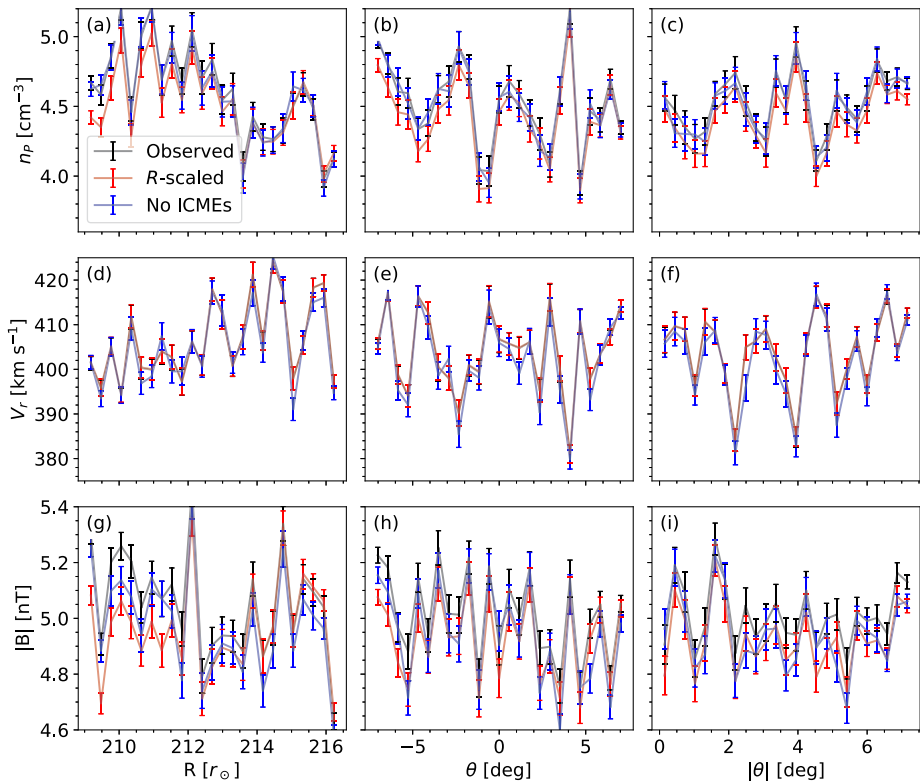 (a) (b) (c)
5.0
4.5
4.0
n_P [cm⁻³]
Observed
R-scaled
No ICMEs
(d) (e) (f)
420
410
400
390
380
V_r [km s⁻¹]
(g) (h) (i)
5.4
5.2
5.0
4.8
4.6
|B| [nT]
210 212 214 216 −5 0 5 0 2 4 6
R [r☉] θ [deg] |θ| [deg]